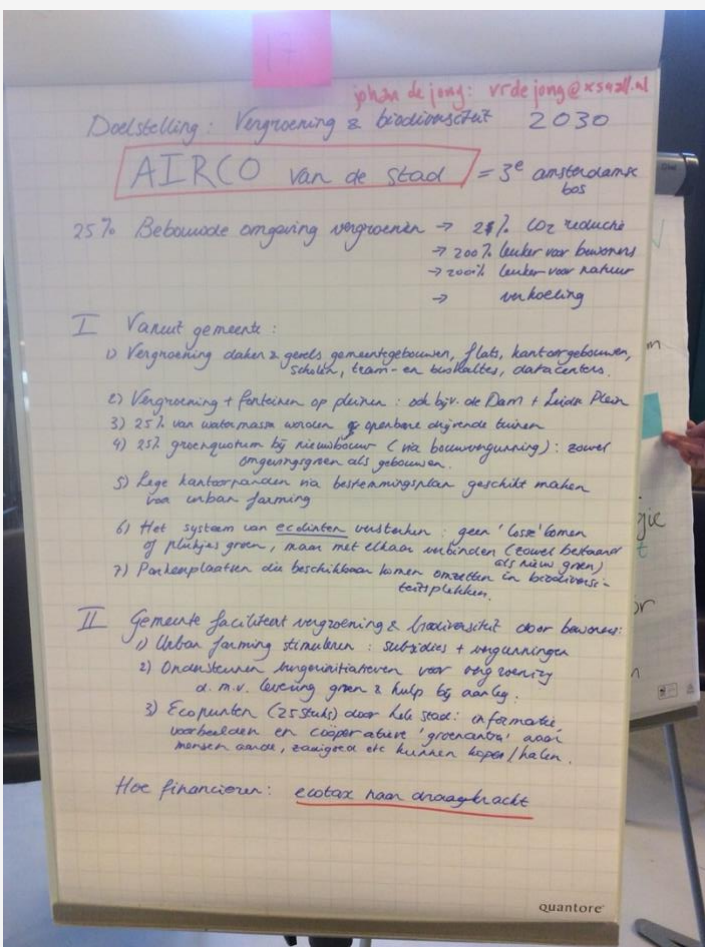 johan de jong: vrdejong@xs4all.nl
Doelstelling: Vergroening & biodiversiteit 2030
AIRCO van de stad = 3e amsterdamse
bos
25% Bebouwde omgeving vergroenen → 25% CO2 reductie
→ 200% leuker voor bewoners
→ 200% leuker voor natuur
→ verkoeling
I Vanuit gemeente:
1) Vergroening daken & gevels gemeentegebouwen, flats, kantoorgebouwen,
scholen, tram- en bushaltes, datacenters.
2) Vergroening + fonteinen op pleinen: ook bijv. de Dam + Leidse Plein
3) 25% van watermassa worden openbare drijvende tuinen
4) 25% groenquotum bij nieuwbouw (via bouwvergunning): zowel
omgevingsgroen als gebouwen.
5) Lege kantoorpanden via bestemmingsplan geschikt maken
voor urban farming
6) Het systeem van ecolinten versterken: geen 'losse' bomen
of plukjes groen, maar met elkaar verbinden (zowel bestaand
als nieuw groen)
7) Parkeerplaatsen die beschikbaar komen omzetten in biodiversi-
teitsplekken.
II Gemeente faciliteert vergroening & biodiversiteit door bewoners:
1) Urban farming stimuleren: subsidies + vergunningen
2) Ondersteunen burgerinitiatieven voor vergroening
d.m.v. levering groen & hulp bij aanleg.
3) Ecopunten (25 stuks) door hele stad: informatie
voorbeelden en coöperatieve 'groencentra' waar
mensen aarde, zaaigoed etc kunnen kopen/halen.
Hoe financieren: ecotax naar draagkracht
quantore